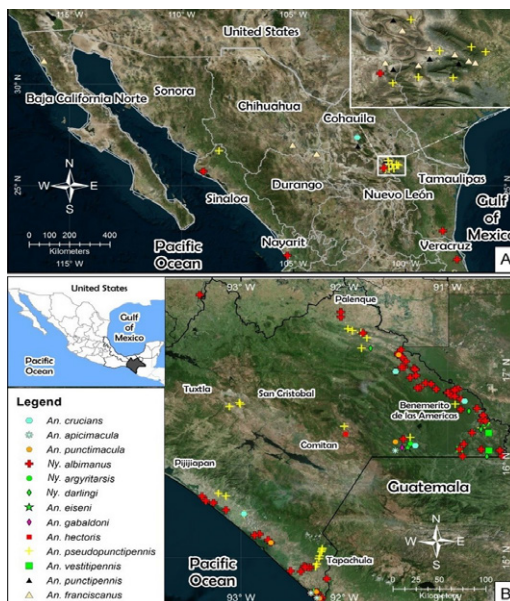 110° W
105° W
100° W
United States
30° N
Baja California Norte
Sonora
Chihuahua
Cohauila
25° N
Durango
Tamaulipas
Nuevo León
Sinaloa
Gulf of Mexico
N
W E
S
Nayarit
Veracruz
0 100 200 400
Kilometers
Pacific Ocean
115° W
105° W
100° W
A
United States
Gulf of Mexico
Pacific Ocean
93° W
92° W
91° W
Palenque
17° N
Tuxtla
San Cristobal
Benemerito de las Americas
Comitan
16° N
Pijijiapan
Guatemala
Tapachula
Pacific Ocean
N
W E
S
0 25 50 100
Kilometers
93° W
92° W
B
Legend
An. crucians
An. apicimacula
An. punctimacula
Ny. albimanus
Ny. argyritarsis
Ny. darlingi
An. eiseni
An. gabaldoni
An. hectoris
An. pseudopunctipennis
An. vestitipennis
An. punctipennis
An. franciscanus